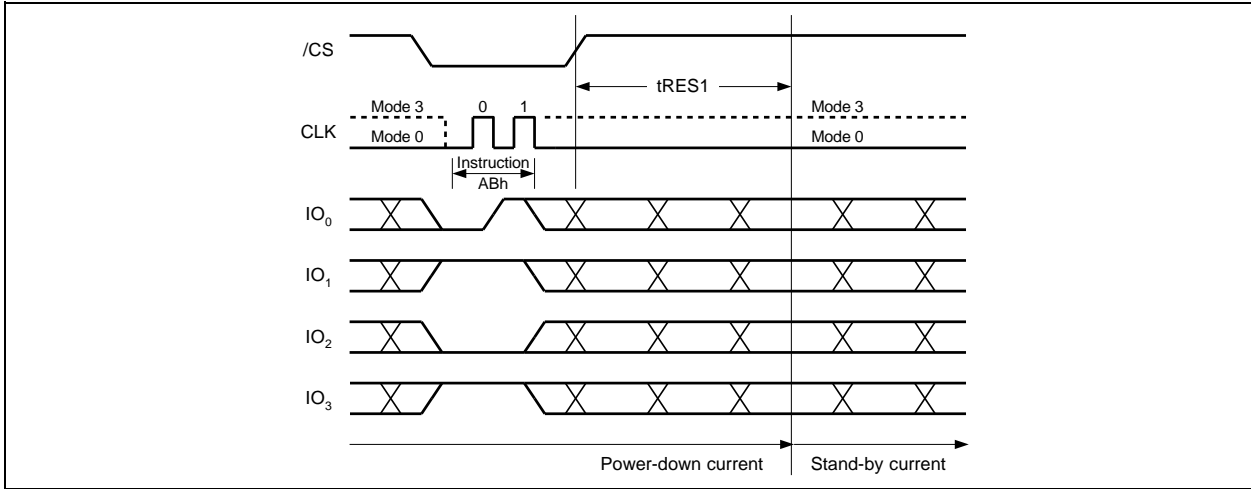 /CS
tRES1
Mode 3 0 1 Mode 3
CLK
Mode 0 Mode 0
Instruction
ABh
IO0
IO1
IO2
IO3
Power-down current Stand-by current